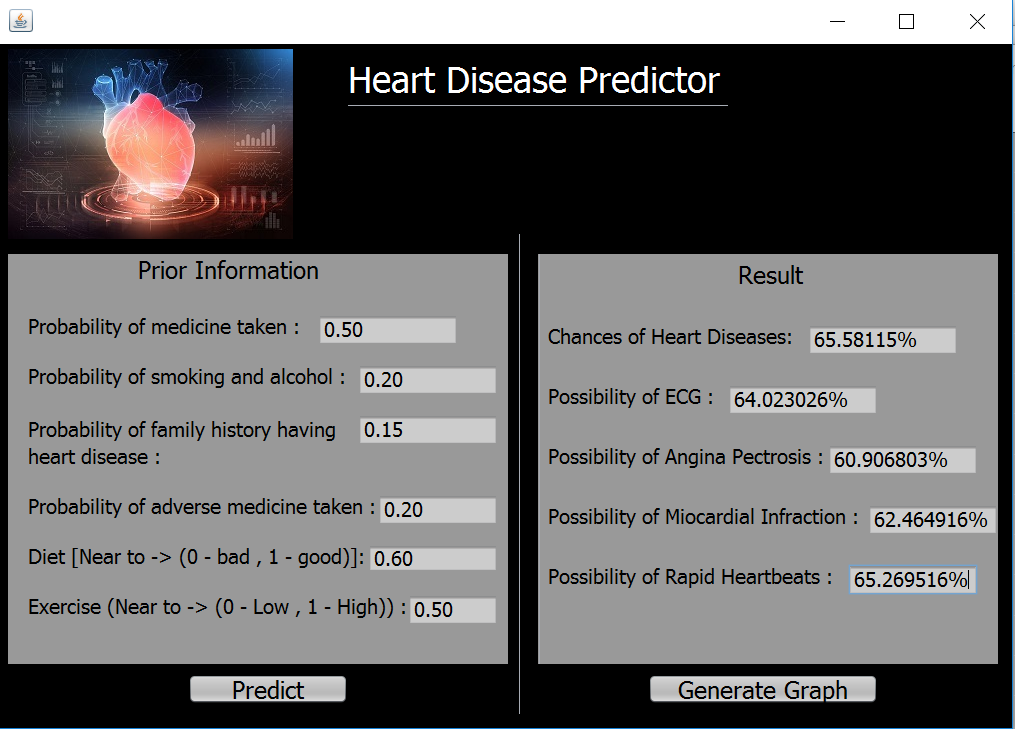 Heart Disease Predictor
Prior Information
Probability of medicine taken : 0.50
Probability of smoking and alcohol : 0.20
Probability of family history having 0.15
heart disease :
Probability of adverse medicine taken : 0.20
Diet [Near to -> (0 - bad , 1 - good)]: 0.60
Exercise (Near to -> (0 - Low , 1 - High)) : 0.50
Predict
Result
Chances of Heart Diseases: 65.58115%
Possibility of ECG : 64.023026%
Possibility of Angina Pectrosis : 60.906803%
Possibility of Miocardial Infraction : 62.464916%
Possibility of Rapid Heartbeats : 65.269516%
Generate Graph